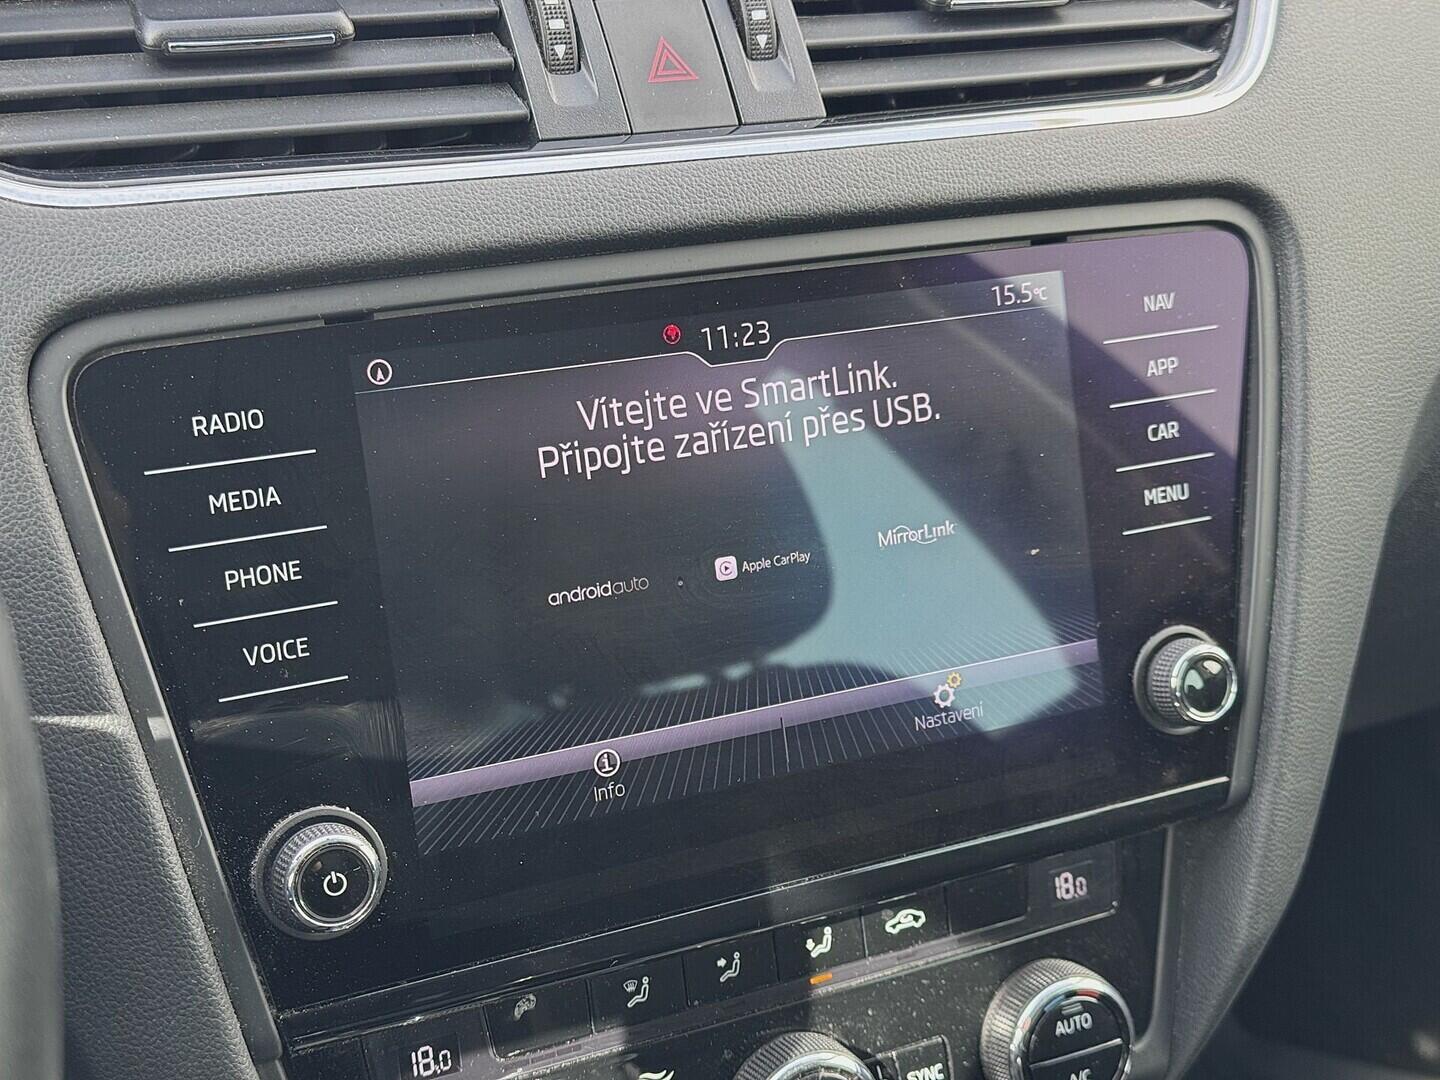 15.5°C
11:23
NAV
APP
CAR
MENU
RADIO
MEDIA
PHONE
VOICE
Vítejte ve SmartLink.
Připojte zařízení přes USB.
androidauto
Apple CarPlay
MirrorLink
Info
Nastavení
18.0
18.0
AUTO
A/C
SYNC